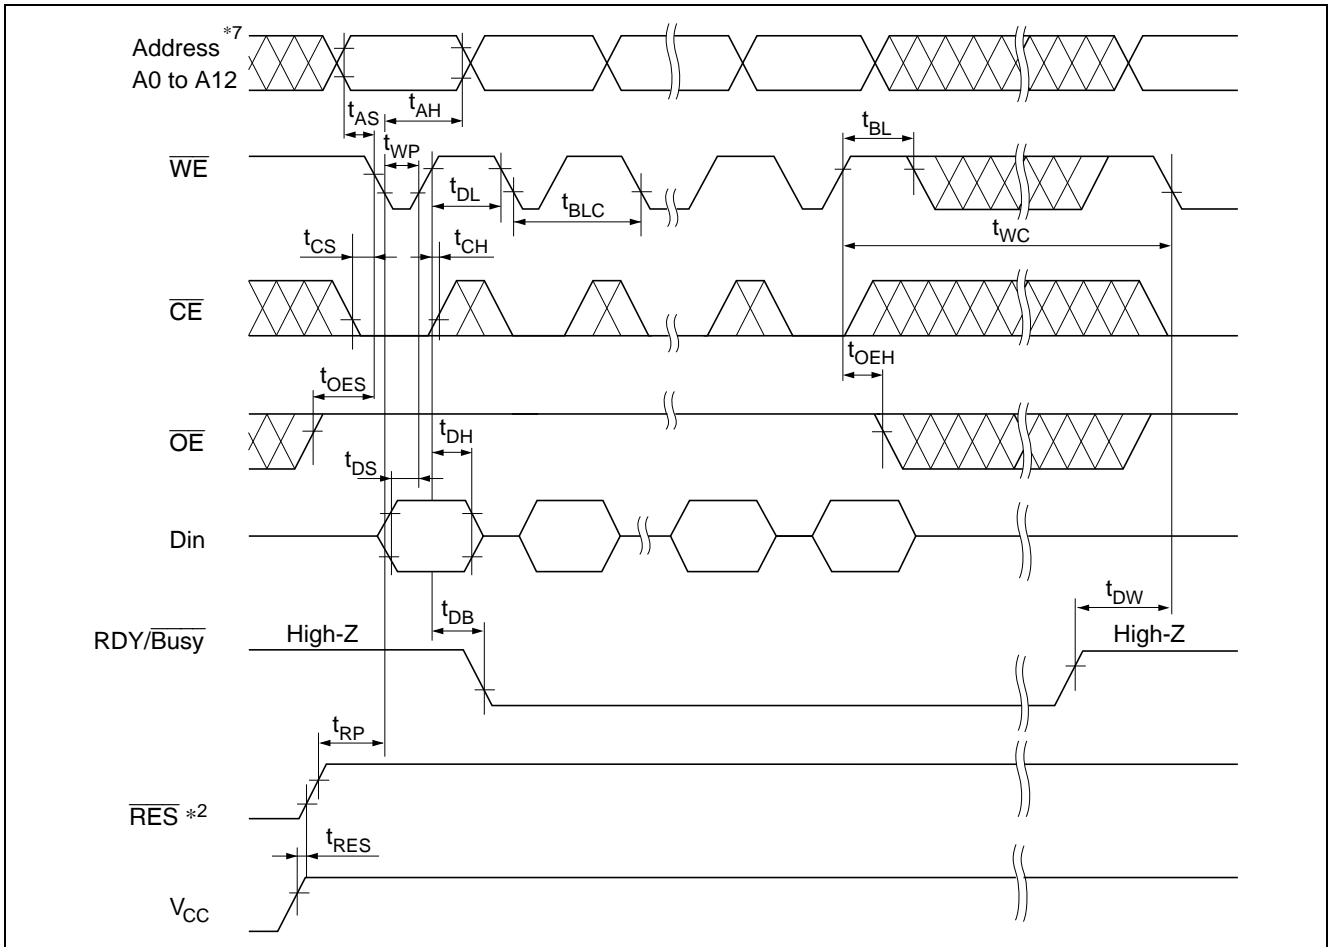 Address *7
A0 to A12
tAS
tAH
tWP
tBL
WE
tDL
tBLC
tWC
tCS
tCH
CE
tOEH
tOES
OE
tDH
tDS
Din
tDB
tDW
RDY/Busy
High-Z
High-Z
tRP
RES *2
tRES
VCC